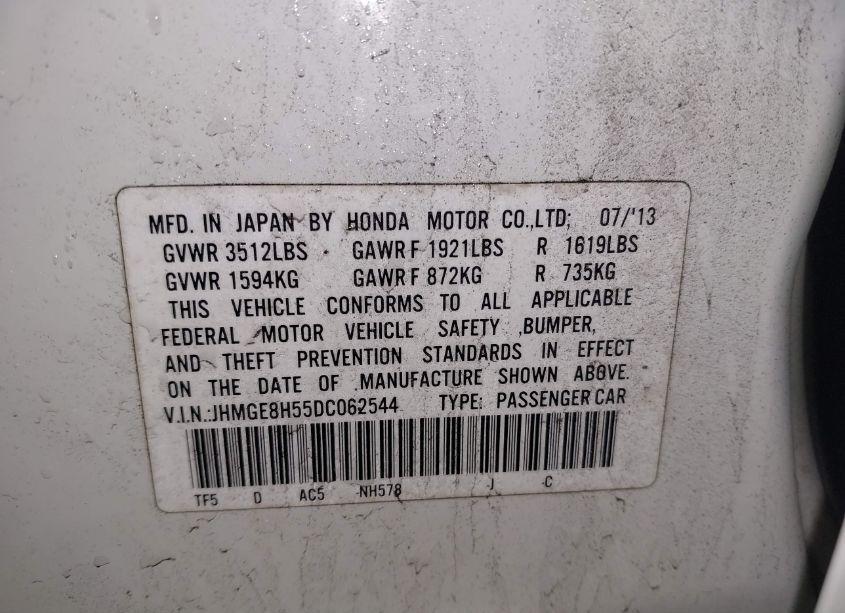 MFD. IN JAPAN BY HONDA MOTOR CO.,LTD; 07/'13
GVWR 3512LBS GAWR F 1921LBS R 1619LBS
GVWR 1594KG GAWR F 872KG R 735KG
THIS VEHICLE CONFORMS TO ALL APPLICABLE
FEDERAL MOTOR VEHICLE SAFETY ,BUMPER,
AND THEFT PREVENTION STANDARDS IN EFFECT
ON THE DATE OF MANUFACTURE SHOWN ABOVE.
V.I.N.:JHMGE8H55DC062544 TYPE: PASSENGER CAR
TF5 D AC5 NH578 J C